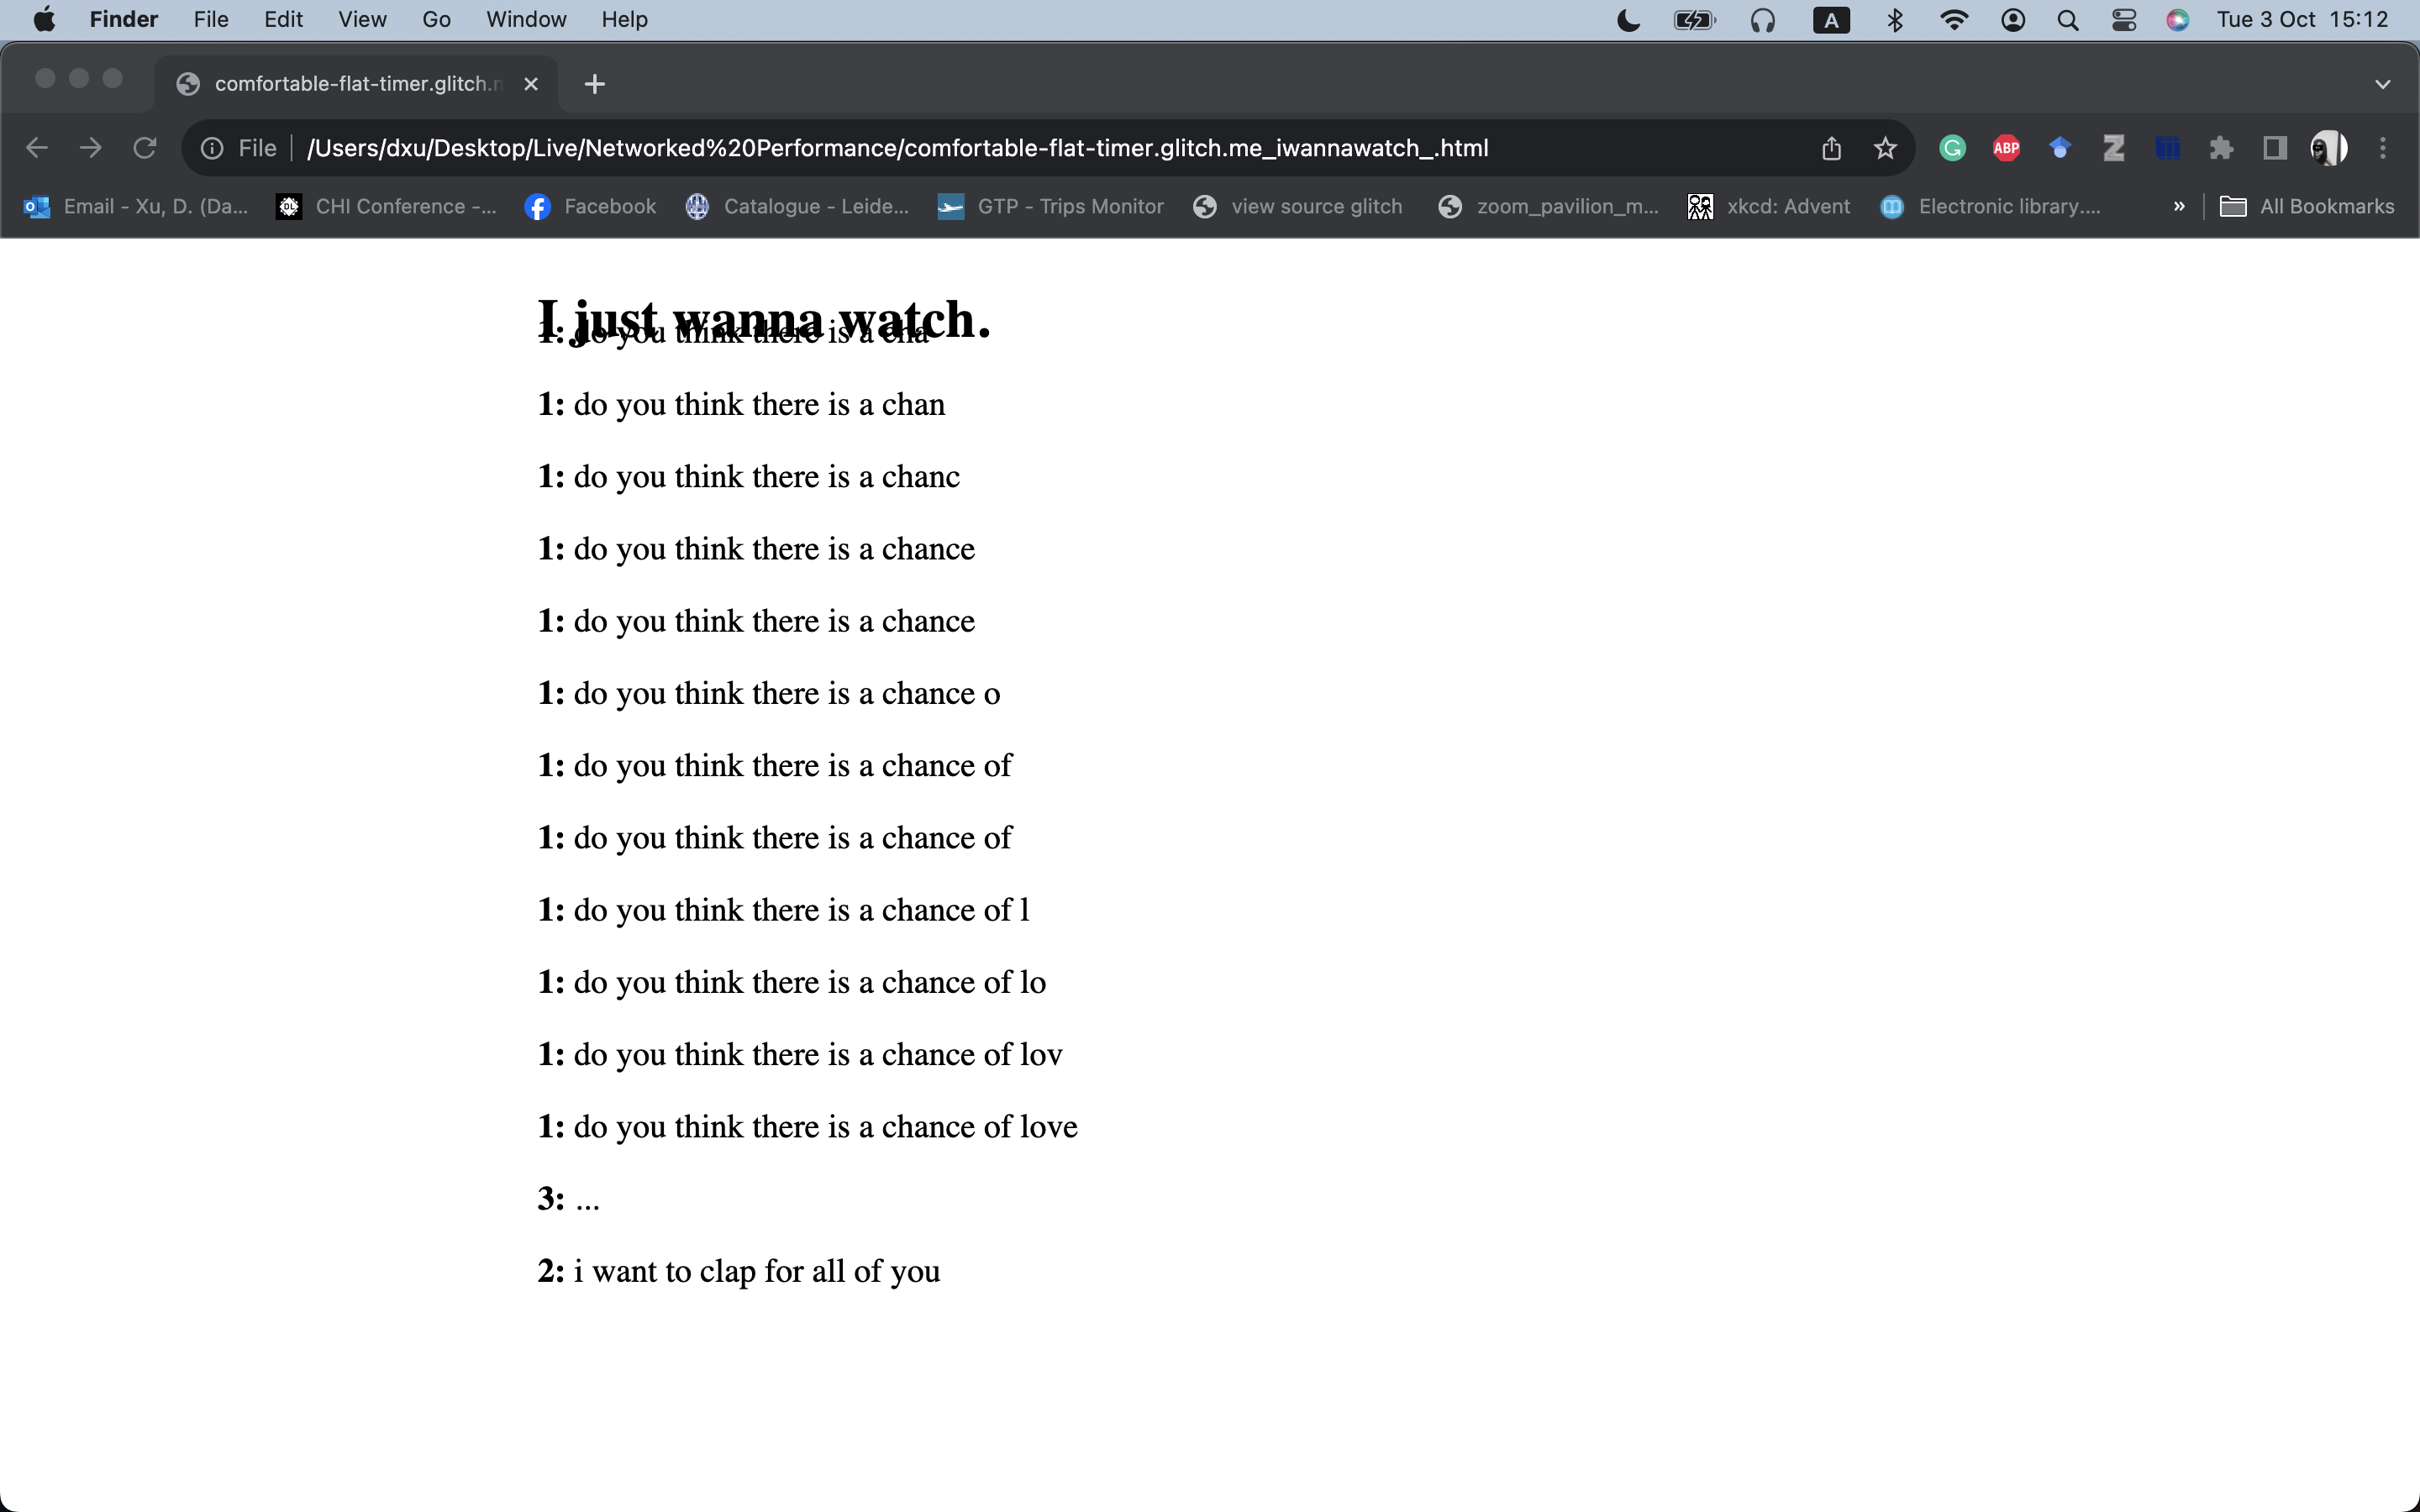 Finder File Edit View Go Window Help A Tue 3 Oct 15:12
comfortable-flat-timer.glitch.
File /Users/dxu/Desktop/Live/Networked%20Performance/comfortable-flat-timer.glitch.me_iwannawatch_.html ABP
Email - Xu, D. (Da... CHI Conference -... Facebook Catalogue - Leide... GTP - Trips Monitor view source glitch zoom_pavilion_m... xkcd: Advent Electronic library.... » All Bookmarks
I just wanna watch.
1: do you think there is a cha
1: do you think there is a chan
1: do you think there is a chanc
1: do you think there is a chance
1: do you think there is a chance
1: do you think there is a chance o
1: do you think there is a chance of
1: do you think there is a chance of
1: do you think there is a chance of l
1: do you think there is a chance of lo
1: do you think there is a chance of lov
1: do you think there is a chance of love
3: ...
2: i want to clap for all of you